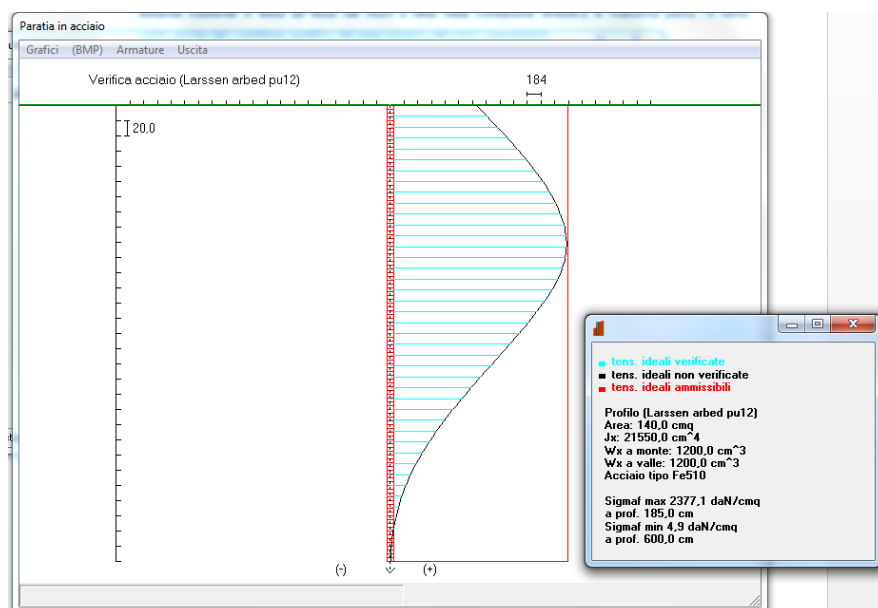 Paratia in acciaio
Grafici (BMP) Armature Uscita
Verifica acciaio (Larssen arbed pu12)
184
20,0
(-) (+)
tens. ideali verificate
tens. ideali non verificate
tens. ideali ammissibili
Profilo (Larssen arbed pu12)
Area: 140,0 cmq
Jx: 21550,0 cm^4
Wx a monte: 1200,0 cm^3
Wx a valle: 1200,0 cm^3
Acciaio tipo Fe510
Sigmaf max 2377,1 daN/cmq
a prof. 185,0 cm
Sigmaf min 4,9 daN/cmq
a prof. 600,0 cm